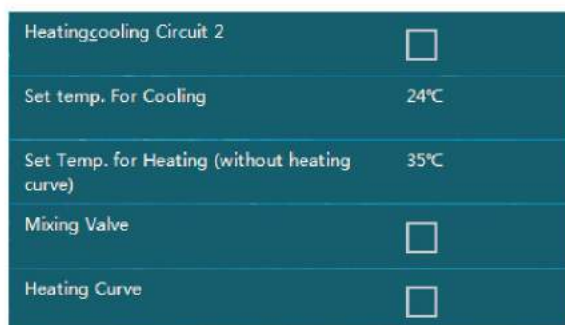 Heatingcooling Circuit 2
Set temp. For Cooling 24℃
Set Temp. for Heating (without heating 35℃
curve)
Mixing Valve
Heating Curve